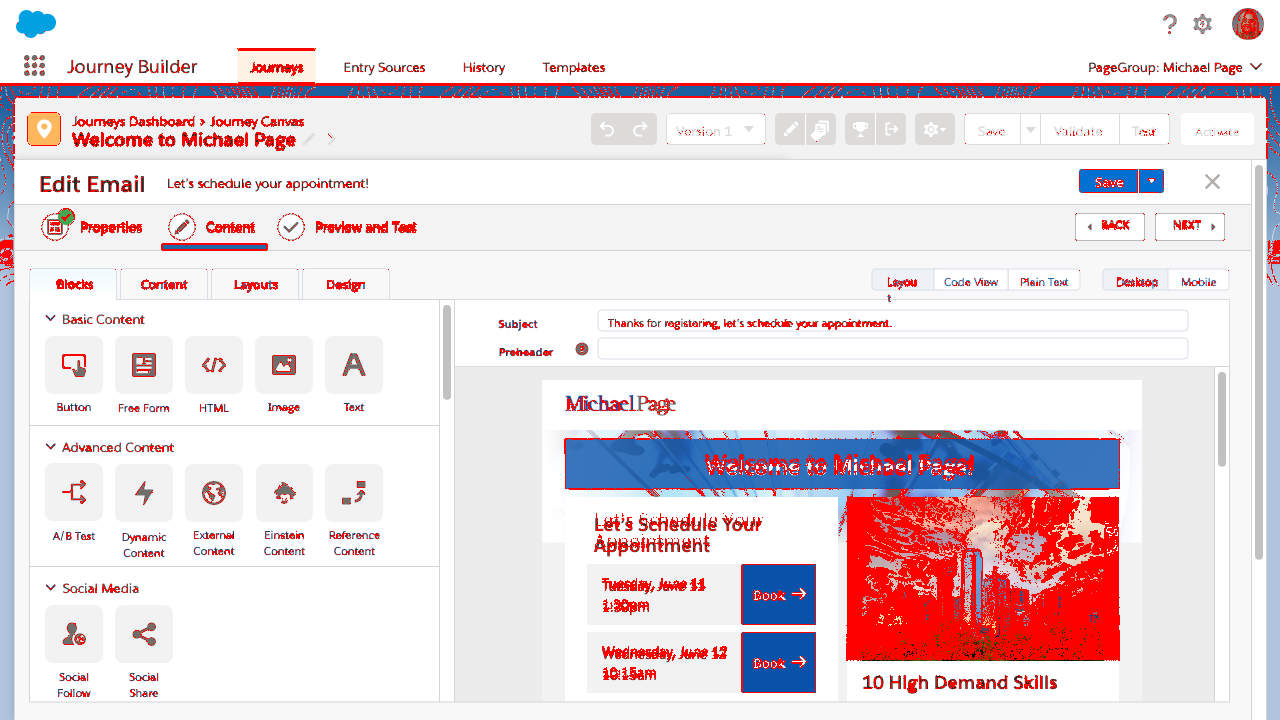 Journey Builder
Journeys
Entry Sources
History
Templates
PageGroup: Michael Page
Journeys Dashboard > Journey Canvas
Welcome to Michael Page
Version 1
Save
Validate
Test
Activate
Edit Email
Let's schedule your appointment!
Save
Properties
Content
Preview and Test
BACK
NEXT
Blocks
Content
Layouts
Design
Layou
t
Code View
Plain Text
Desktop
Mobile
Basic Content
Button
Free Form
HTML
Image
Text
Advanced Content
A/B Test
Dynamic
Content
External
Content
Einstein
Content
Reference
Content
Social Media
Social
Follow
Social
Share
Subject
Thanks for registering, let's schedule your appointment.
Preheader
MichaelPage
Welcome to Michael Page!
Let's Schedule Your
Appointment
Tuesday, June 11
1:30pm
Book
Wednesday, June 12
10:15am
Book
10 High Demand Skills